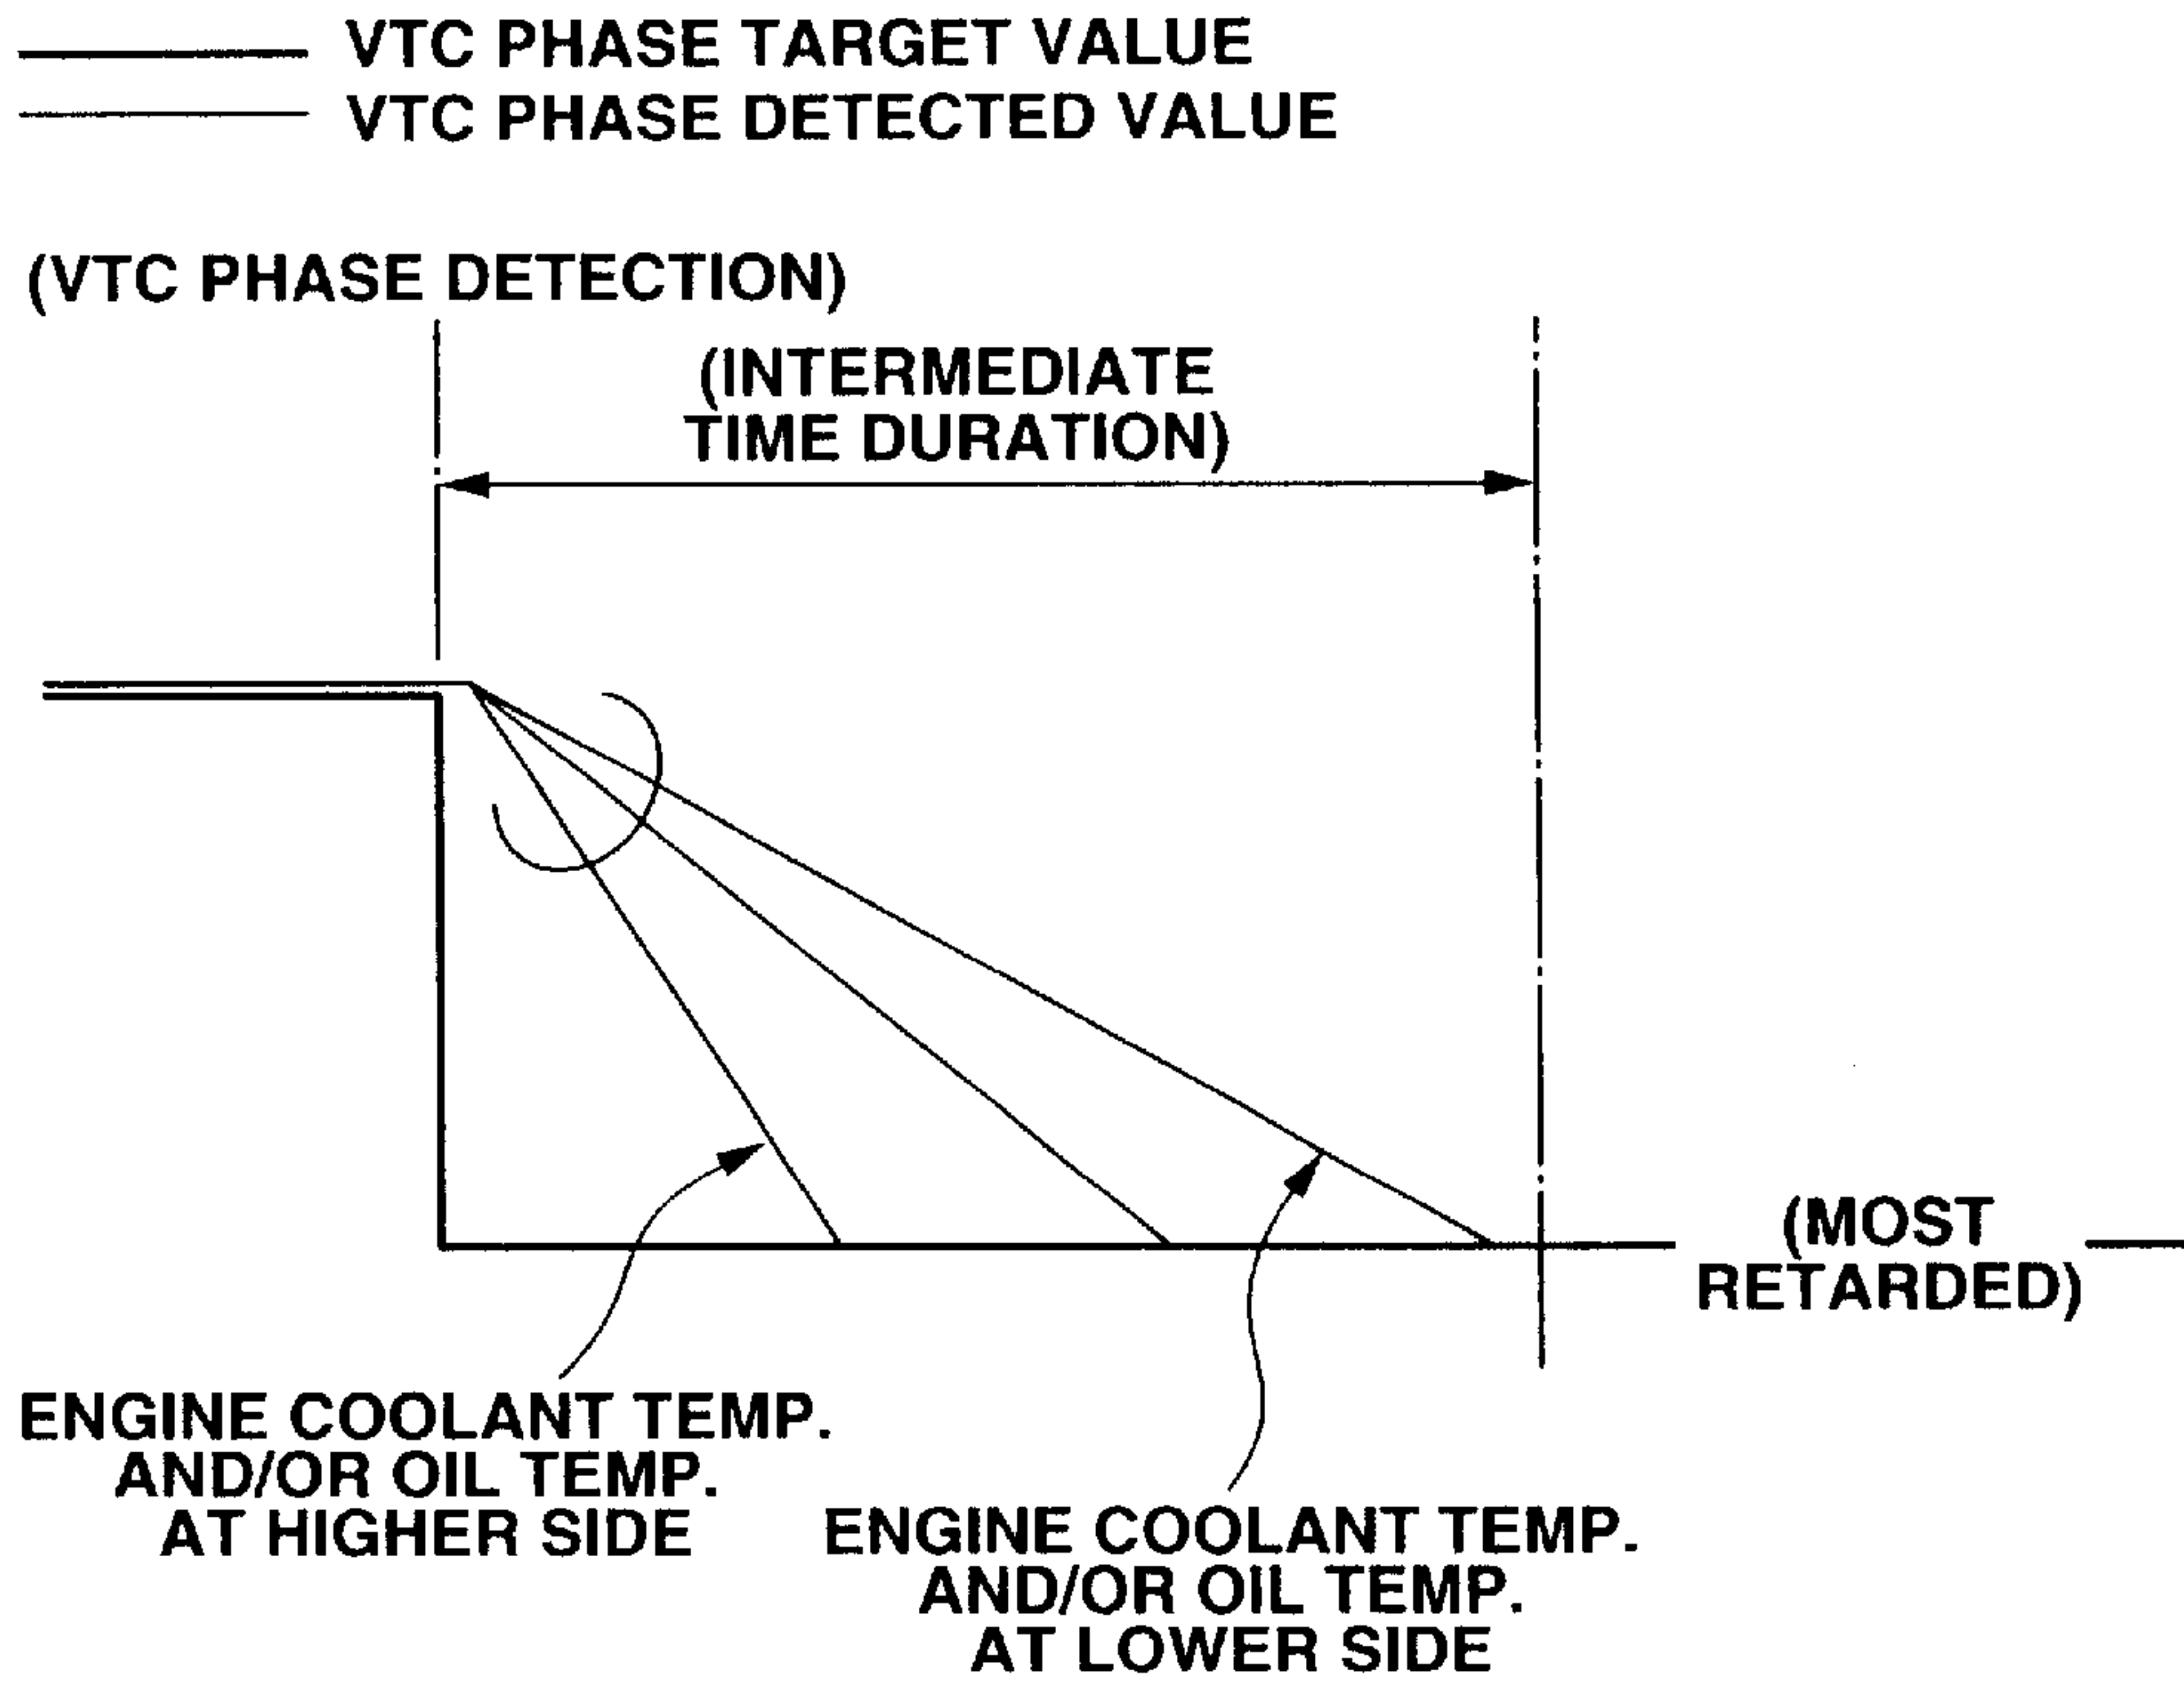 VTC PHASE TARGET VALUE
VTC PHASE DETECTED VALUE
(VTC PHASE DETECTION)
(INTERMEDIATE
TIME DURATION)
(MOST
RETARDED)
ENGINE COOLANT TEMP.
AND/OR OIL TEMP.
AT HIGHER SIDE
ENGINE COOLANT TEMP.
AND/OR OIL TEMP.
AT LOWER SIDE